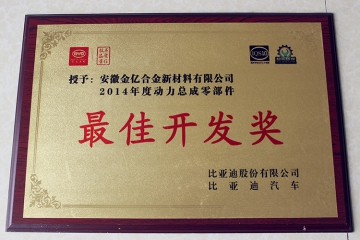 授予：安徽金亿合金新材料有限公司
2014年度动力总成零部件
最佳开发奖
比亚迪股份有限公司
比亚迪汽车